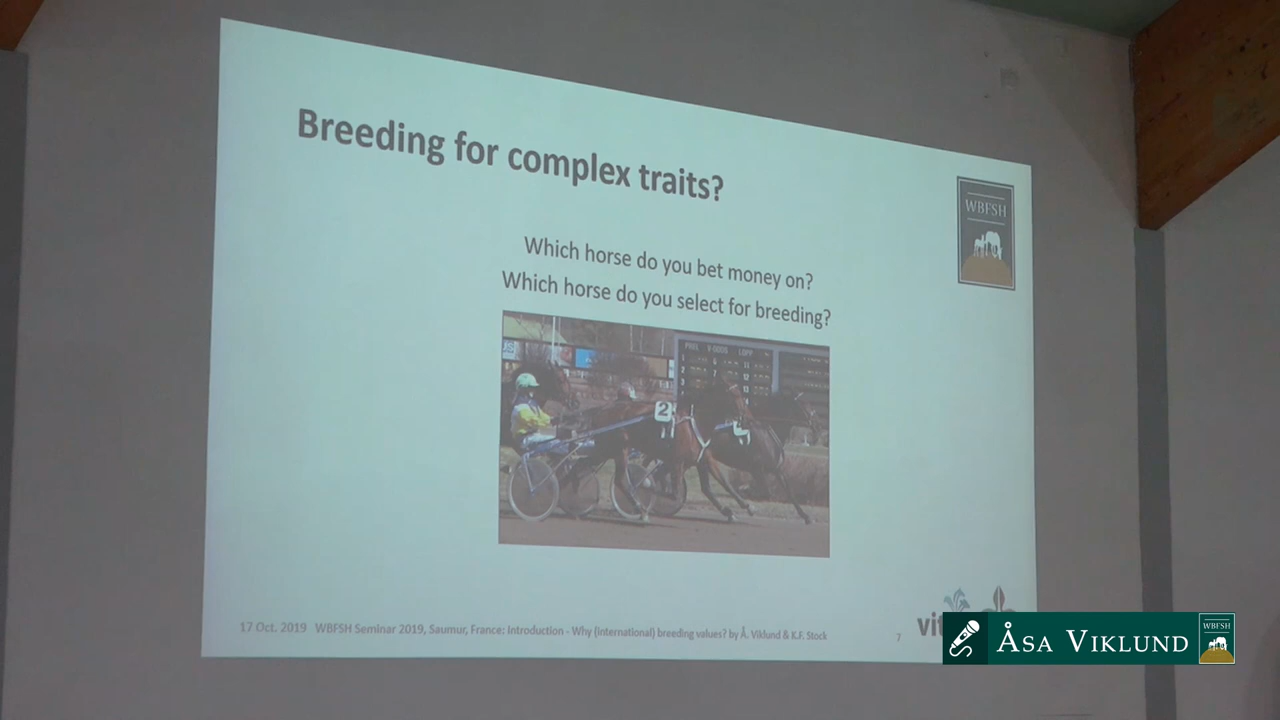 Breeding for complex traits?
WBFSH
Which horse do you bet money on?
Which horse do you select for breeding?
2
17 Oct. 2019 WBFSH Seminar 2019, Saumur, France: Introduction - Why (international) breeding values? by Å. Viklund & K.F. Stock
7
vit
ÅSA VIKLUND
WBFSH